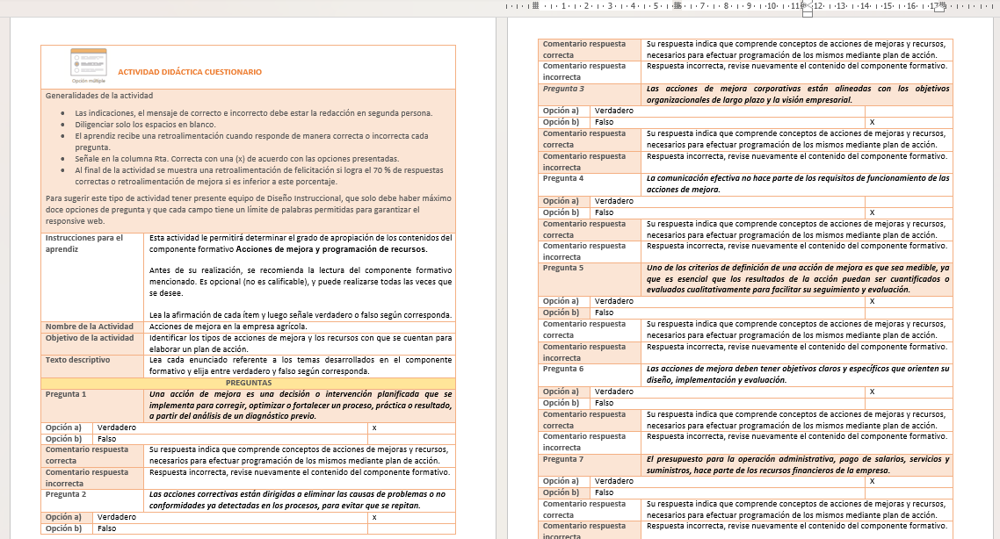 1 2 3 4 5 6 7 8 9 10 11 12 13 14 15 16 17
Opción múltiple
ACTIVIDAD DIDÁCTICA CUESTIONARIO
Generalidades de la actividad
• Las indicaciones, el mensaje de correcto e incorrecto debe estar la redacción en segunda persona.
• Diligenciar solo los espacios en blanco.
• El aprendiz recibe una retroalimentación cuando responde de manera correcta o incorrecta cada
pregunta.
• Señale en la columna Rta. Correcta con una (x) de acuerdo con las opciones presentadas.
• Al final de la actividad se muestra una retroalimentación de felicitación si logra el 70 % de respuestas
correctas o retroalimentación de mejora si es inferior a este porcentaje.
Para sugerir este tipo de actividad tener presente equipo de Diseño Instruccional, que solo debe haber máximo
doce opciones de pregunta y que cada campo tiene un límite de palabras permitidas para garantizar el
responsive web.
Instrucciones para el
aprendiz
Esta actividad le permitirá determinar el grado de apropiación de los contenidos del
componente formativo Acciones de mejora y programación de recursos.
Antes de su realización, se recomienda la lectura del componente formativo
mencionado. Es opcional (no es calificable), y puede realizarse todas las veces que
se desee.
Lea la afirmación de cada ítem y luego señale verdadero o falso según corresponda.
Nombre de la Actividad Acciones de mejora en la empresa agrícola.
Objetivo de la actividad Identificar los tipos de acciones de mejora y los recursos con que se cuentan para
elaborar un plan de acción.
Texto descriptivo Lea cada enunciado referente a los temas desarrollados en el componente
formativo y elija entre verdadero y falso según corresponda.
PREGUNTAS
Pregunta 1 Una acción de mejora es una decisión o intervención planificada que se
implementa para corregir, optimizar o fortalecer un proceso, práctica o resultado,
a partir del análisis de un diagnóstico previo.
Opción a) Verdadero x
Opción b) Falso
Comentario respuesta Su respuesta indica que comprende conceptos de acciones de mejoras y recursos,
correcta necesarios para efectuar programación de los mismos mediante plan de acción.
Comentario respuesta Respuesta incorrecta, revise nuevamente el contenido del componente formativo.
incorrecta
Pregunta 2 Las acciones correctivas están dirigidas a eliminar las causas de problemas o no
conformidades ya detectadas en los procesos, para evitar que se repitan.
Opción a) Verdadero x
Opción b) Falso
Comentario respuesta Su respuesta indica que comprende conceptos de acciones de mejoras y recursos,
correcta necesarios para efectuar programación de los mismos mediante plan de acción.
Comentario respuesta Respuesta incorrecta, revise nuevamente el contenido del componente formativo.
incorrecta
Pregunta 3 Las acciones de mejora corporativas están alineadas con los objetivos
organizacionales de largo plazo y la visión empresarial.
Opción a) Verdadero
Opción b) Falso X
Comentario respuesta Su respuesta indica que comprende conceptos de acciones de mejoras y recursos,
correcta necesarios para efectuar programación de los mismos mediante plan de acción.
Comentario respuesta Respuesta incorrecta, revise nuevamente el contenido del componente formativo.
incorrecta
Pregunta 4 La comunicación efectiva no hace parte de los requisitos de funcionamiento de las
acciones de mejora.
Opción a) Verdadero
Opción b) Falso X
Comentario respuesta Su respuesta indica que comprende conceptos de acciones de mejoras y recursos,
correcta necesarios para efectuar programación de los mismos mediante plan de acción.
Comentario respuesta Respuesta incorrecta, revise nuevamente el contenido del componente formativo.
incorrecta
Pregunta 5 Uno de los criterios de definición de una acción de mejora es que sea medible, ya
que es esencial que los resultados de la acción puedan ser cuantificados o
evaluados cualitativamente para facilitar su seguimiento y evaluación.
Opción a) Verdadero X
Opción b) Falso
Comentario respuesta Su respuesta indica que comprende conceptos de acciones de mejoras y recursos,
correcta necesarios para efectuar programación de los mismos mediante plan de acción.
Comentario respuesta Respuesta incorrecta, revise nuevamente el contenido del componente formativo.
incorrecta
Pregunta 6 Las acciones de mejora deben tener objetivos claros y específicos que orienten su
diseño, implementación y evaluación.
Opción a) Verdadero X
Opción b) Falso
Comentario respuesta Su respuesta indica que comprende conceptos de acciones de mejoras y recursos,
correcta necesarios para efectuar programación de los mismos mediante plan de acción.
Comentario respuesta Respuesta incorrecta, revise nuevamente el contenido del componente formativo.
incorrecta
Pregunta 7 El presupuesto para la operación administrativa, pago de salarios, servicios y
suministros, hace parte de los recursos financieros de la empresa.
Opción a) Verdadero X
Opción b) Falso
Comentario respuesta Su respuesta indica que comprende conceptos de acciones de mejoras y recursos,
correcta necesarios para efectuar programación de los mismos mediante plan de acción.
Comentario respuesta Respuesta incorrecta, revise nuevamente el contenido del componente formativo.
incorrecta